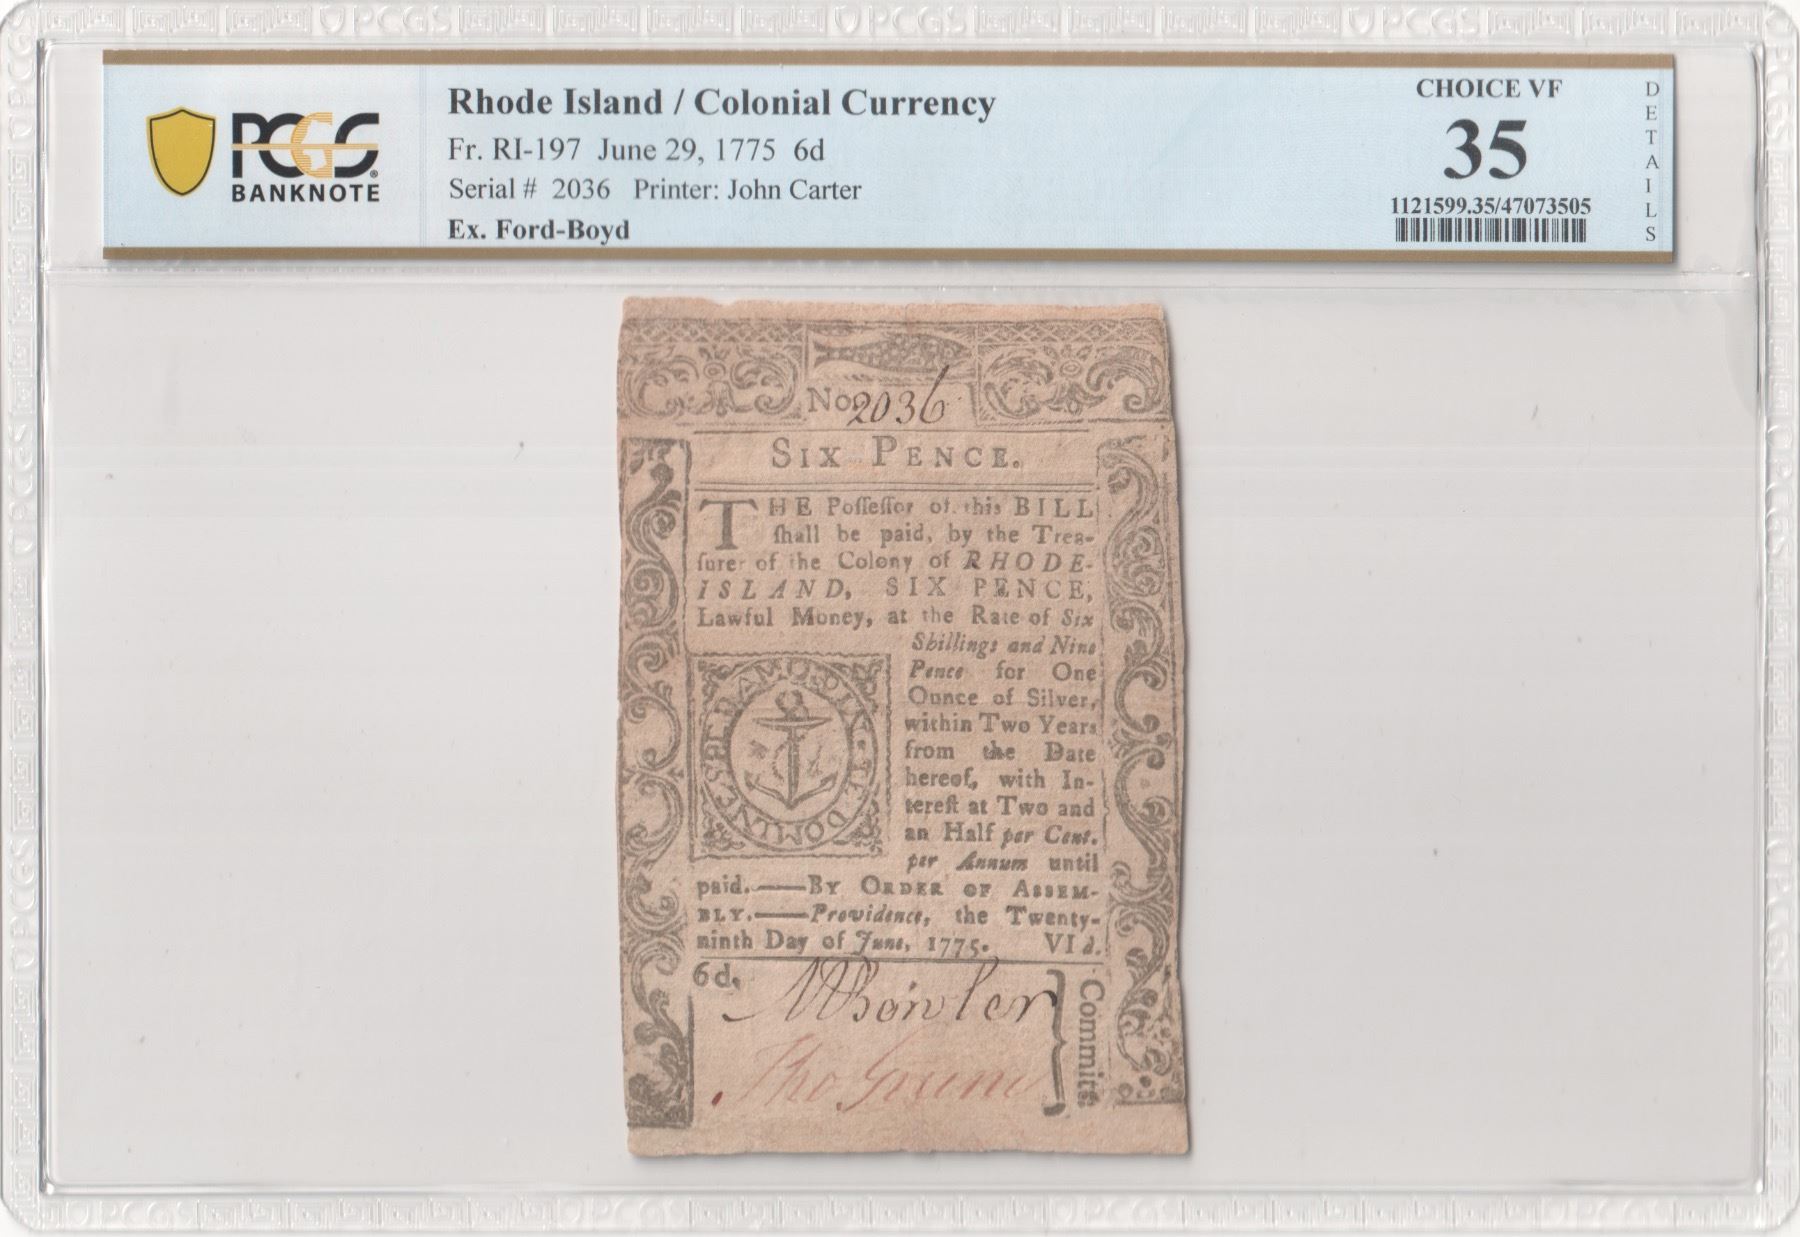 PCGS
BANKNOTE
Rhode Island / Colonial Currency
Fr. RI-197 June 29, 1775 6d
Serial # 2036 Printer: John Carter
Ex. Ford-Boyd
CHOICE VF
35
1121599.35/47073505
DETAILS
No. 2036
SIX PENCE.
THE Poſſeſſor of this BILL
ſhall be paid, by the Trea-
ſurer of the Colony of RHODE-
ISLAND, SIX PENCE,
Lawful Money, at the Rate of Six
Shillings and Nine
Pence for One
Ounce of Silver,
within Two Years
from the Date
hereof, with In-
tereſt at Two and
an Half per Cent.
per Annum until
paid.——BY ORDER OF ASSEM-
BLY.——Providence, the Twenty-
ninth Day of June, 1775. VI d.
6d.
M Bowler
Tho Greene
Committe